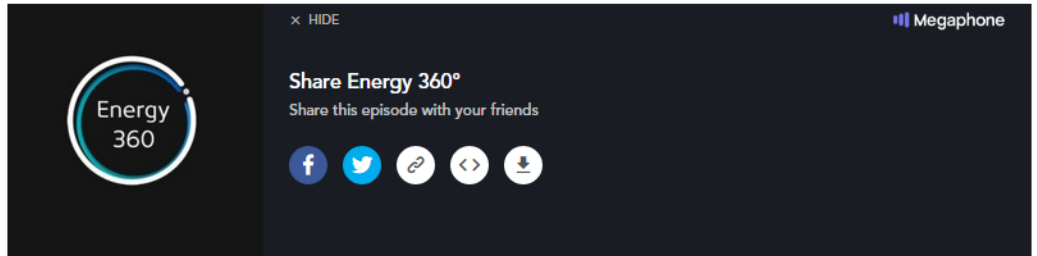 × HIDE
Megaphone
Energy
360
Share Energy 360°
Share this episode with your friends